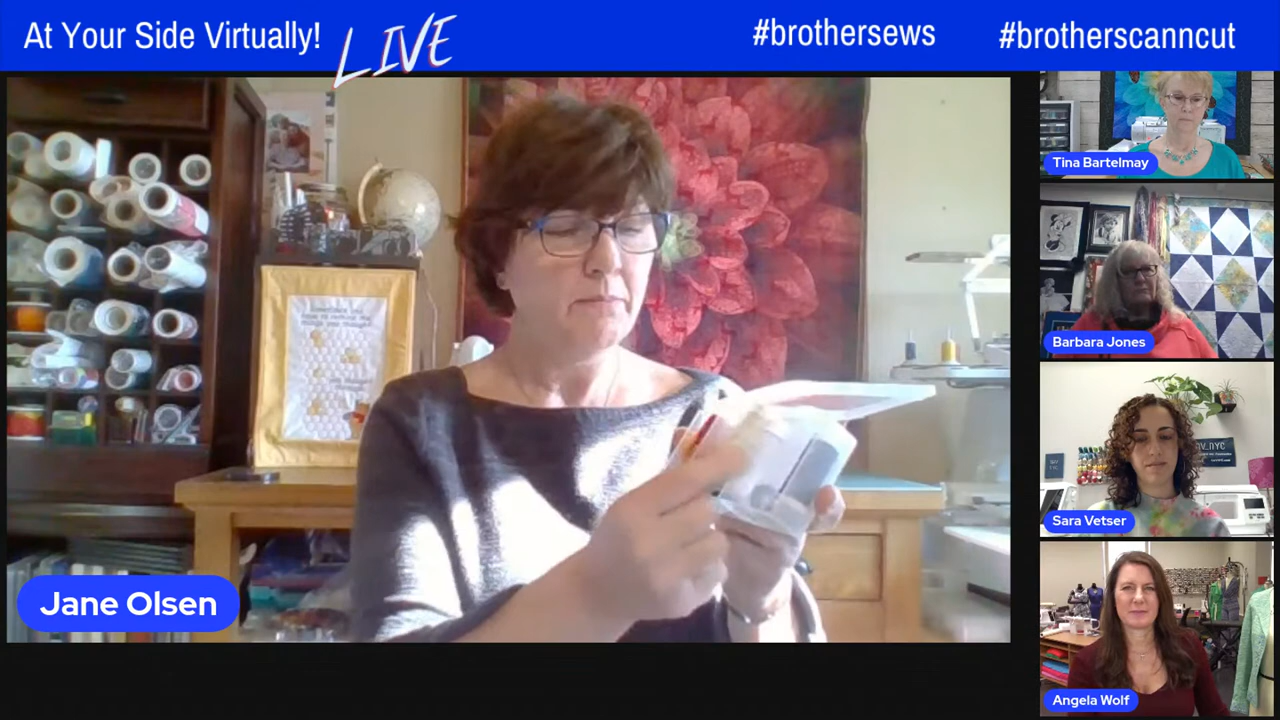 At Your Side Virtually!
LIVE
#brothersews
#brotherscanncut
Tina Bartelmay
Barbara Jones
Sara Vetser
Jane Olsen
Angela Wolf